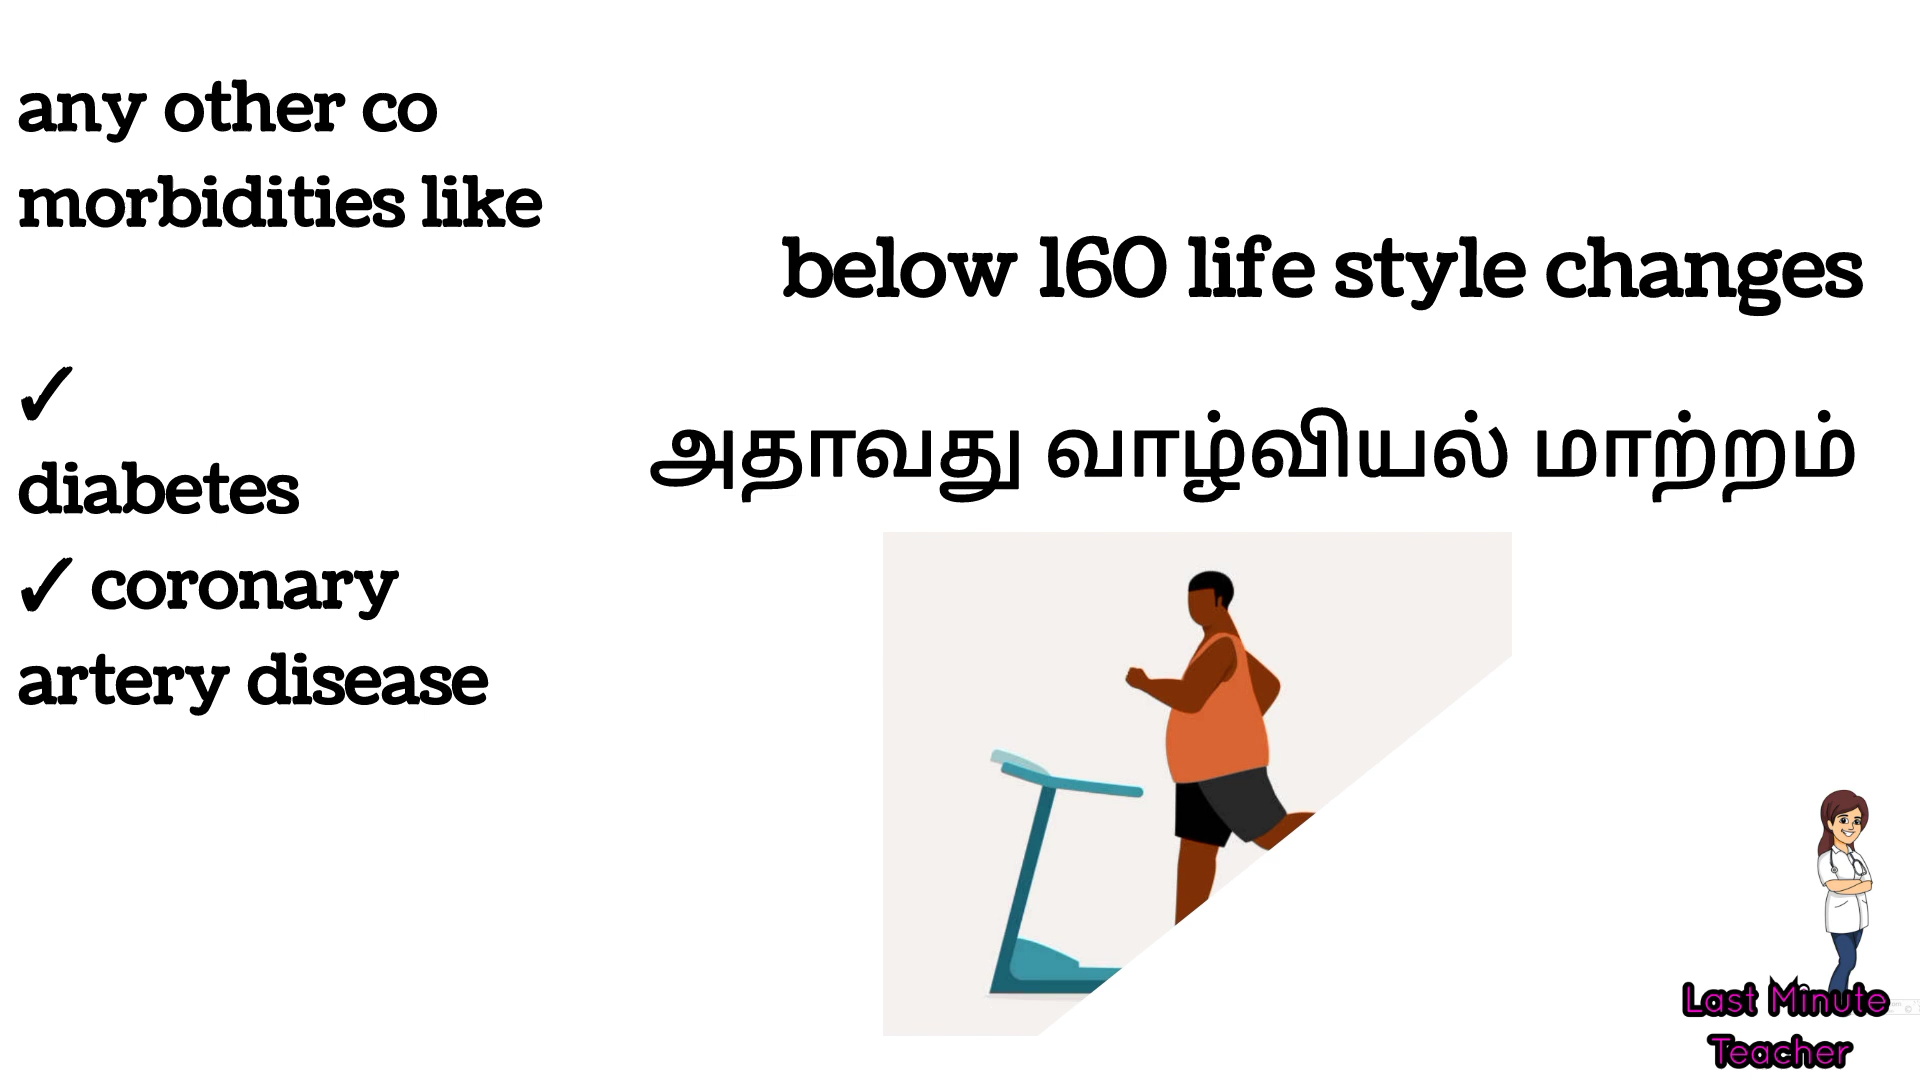 any other co
morbidities like
✓
diabetes
✓ coronary
artery disease
below 160 life style changes
அதாவது வாழ்வியல் மாற்றம்
Last Minute
Teacher